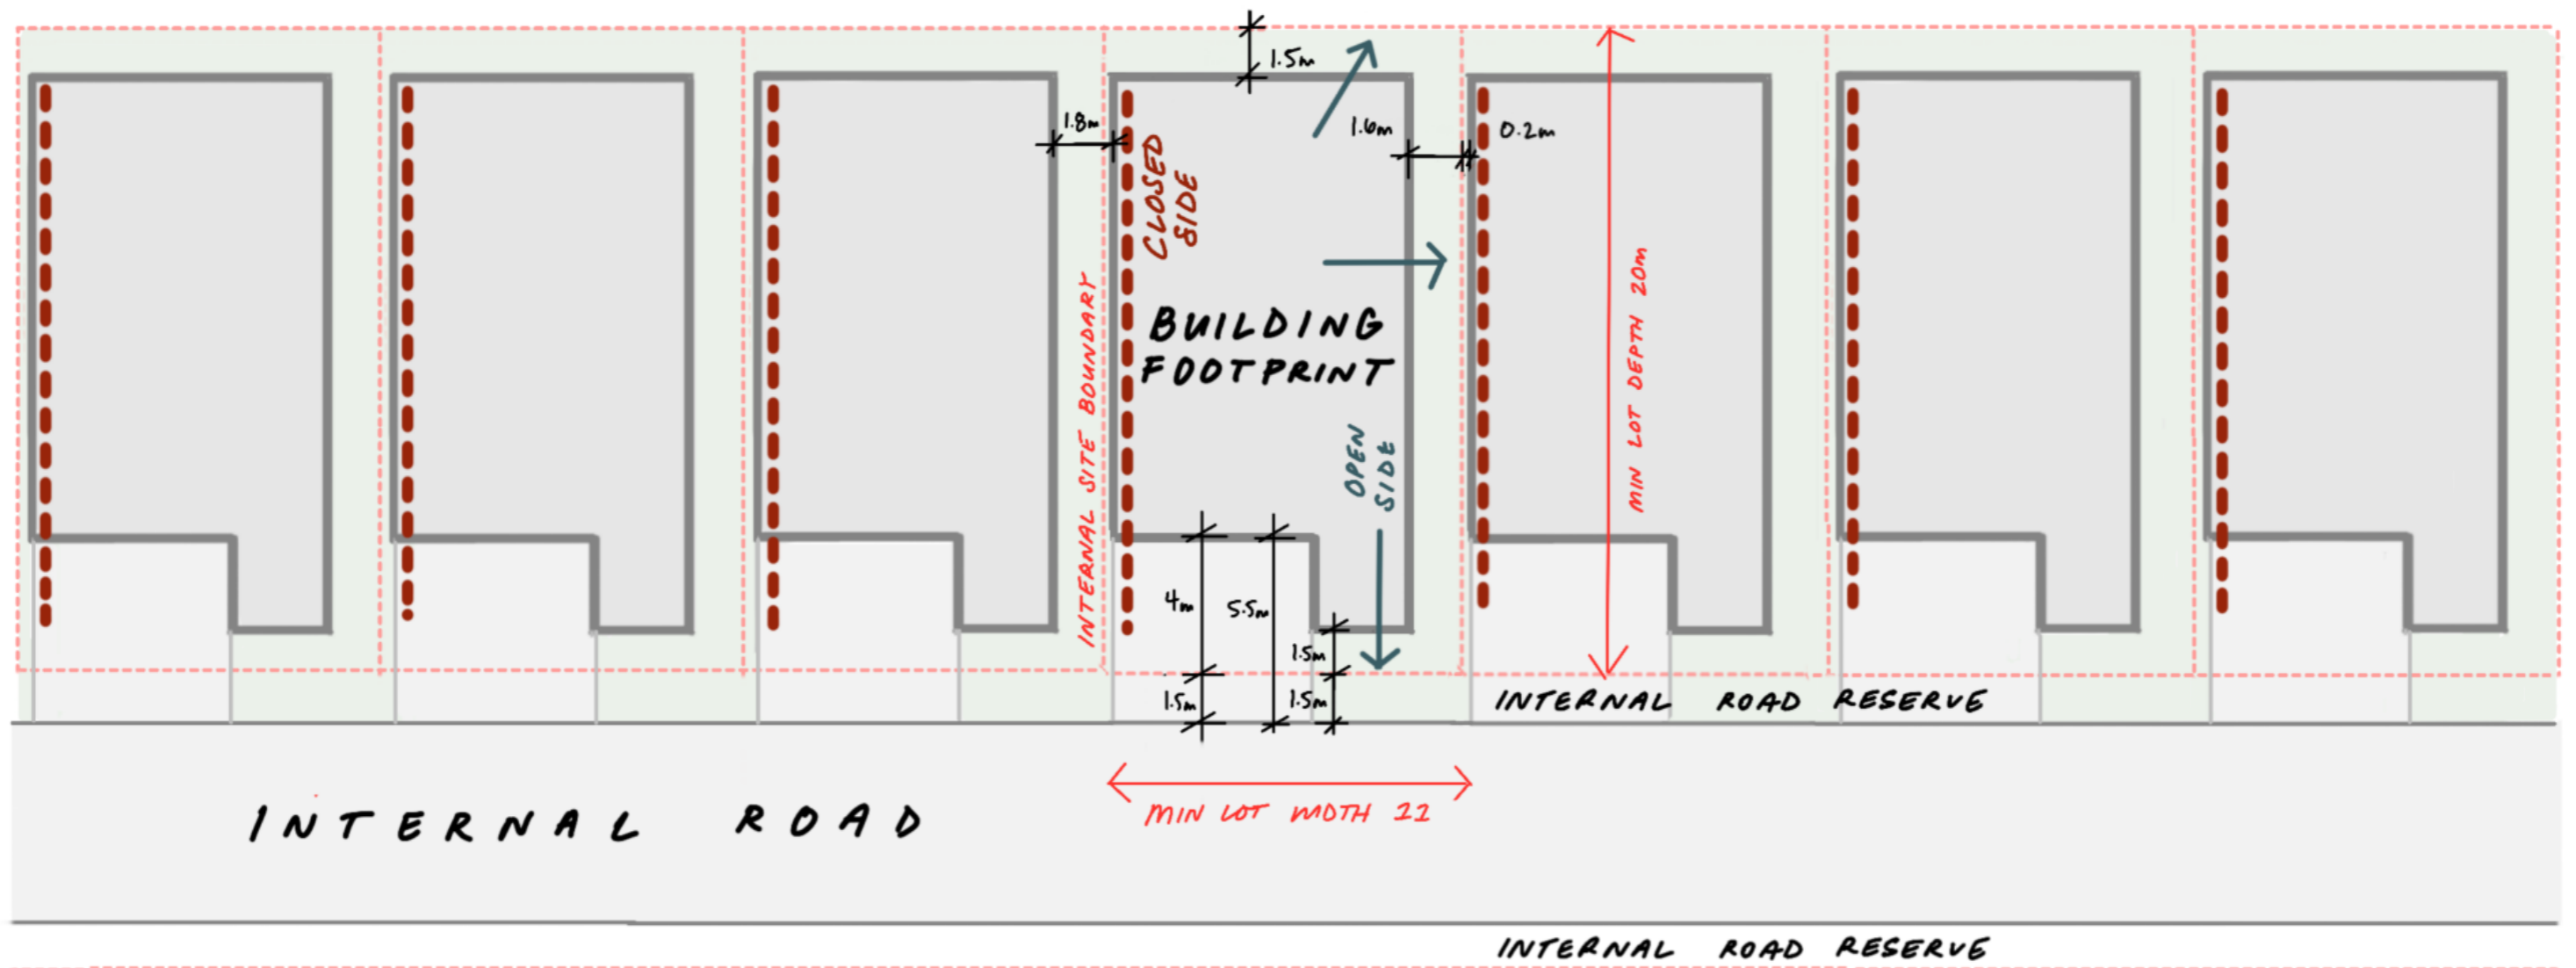 1.5m
1.8m
1.6m
0.2m
CLOSED
SIDE
INTERNAL SITE BOUNDARY
BUILDING
FOOTPRINT
MIN LOT DEPTH 20m
OPEN
SIDE
4m
5.5m
1.5m
1.5m
1.5m
INTERNAL ROAD RESERVE
INTERNAL ROAD
MIN LOT WIDTH 11
INTERNAL ROAD RESERVE